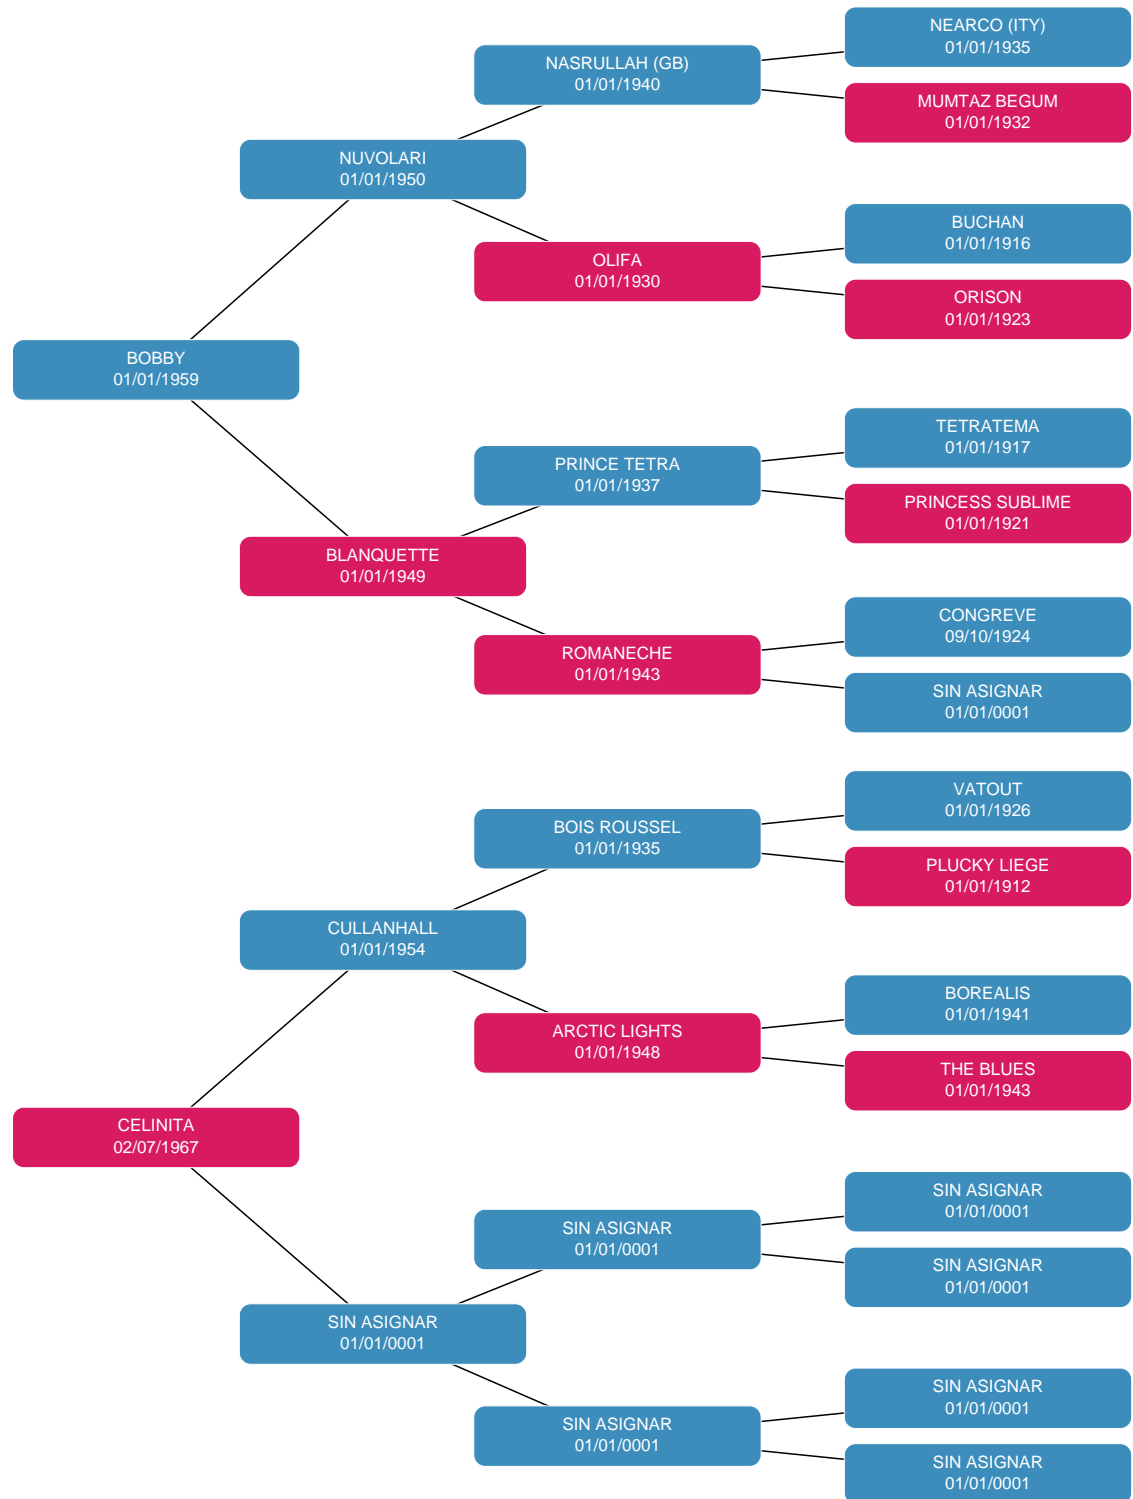 NEARCO (ITY)
01/01/1935
NASRULLAH (GB)
01/01/1940
MUMTAZ BEGUM
01/01/1932
NUVOLARI
01/01/1950
BUCHAN
01/01/1916
OLIFA
01/01/1930
ORISON
01/01/1923
BOBBY
01/01/1959
TETRATEMA
01/01/1917
PRINCE TETRA
01/01/1937
PRINCESS SUBLIME
01/01/1921
BLANQUETTE
01/01/1949
CONGREVE
09/10/1924
ROMANECHE
01/01/1943
SIN ASIGNAR
01/01/0001
VATOUT
01/01/1926
BOIS ROUSSEL
01/01/1935
PLUCKY LIEGE
01/01/1912
CULLANHALL
01/01/1954
BOREALIS
01/01/1941
ARCTIC LIGHTS
01/01/1948
THE BLUES
01/01/1943
CELINITA
02/07/1967
SIN ASIGNAR
01/01/0001
SIN ASIGNAR
01/01/0001
SIN ASIGNAR
01/01/0001
SIN ASIGNAR
01/01/0001
SIN ASIGNAR
01/01/0001
SIN ASIGNAR
01/01/0001
SIN ASIGNAR
01/01/0001